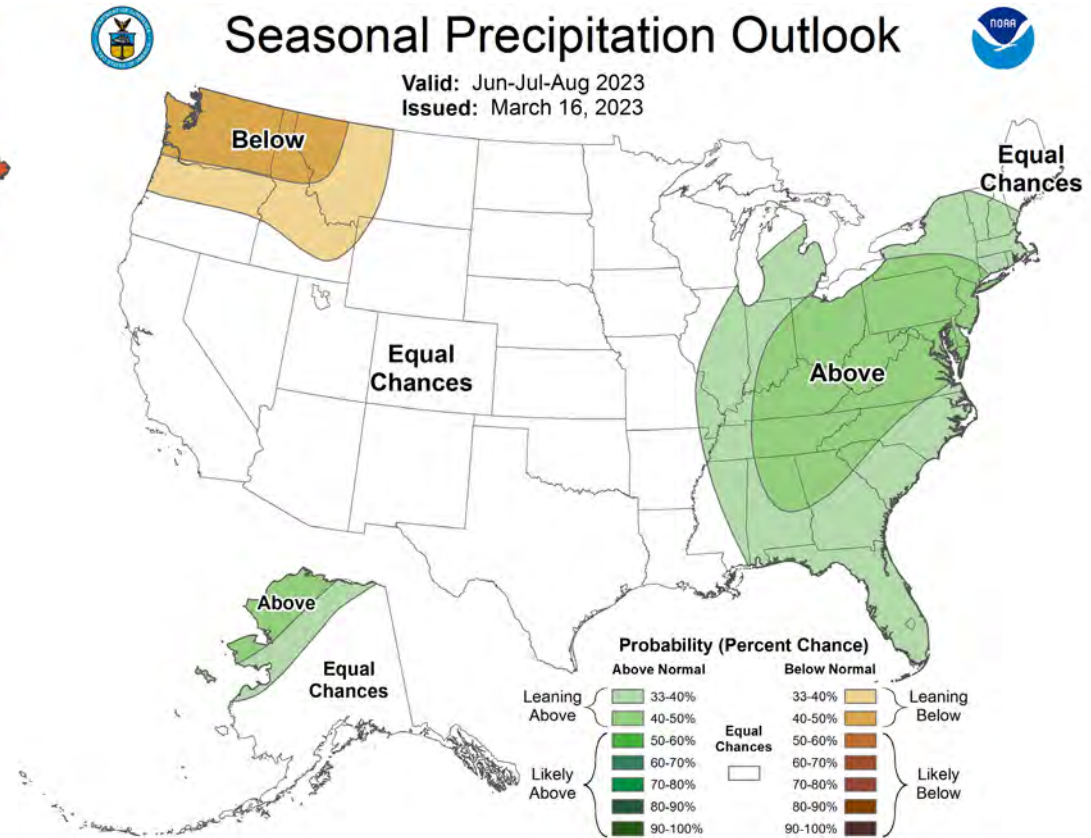 Seasonal Precipitation Outlook
NOAA
Valid: Jun-Jul-Aug 2023
Issued: March 16, 2023
Below
Equal
Chances
Equal
Chances
Above
Above
Equal
Chances
Probability (Percent Chance)
Above Normal
Below Normal
Leaning
Above
33-40%
40-50%
Likely
Above
50-60%
60-70%
70-80%
80-90%
90-100%
Equal
Chances
33-40%
40-50%
Leaning
Below
50-60%
60-70%
70-80%
80-90%
90-100%
Likely
Below